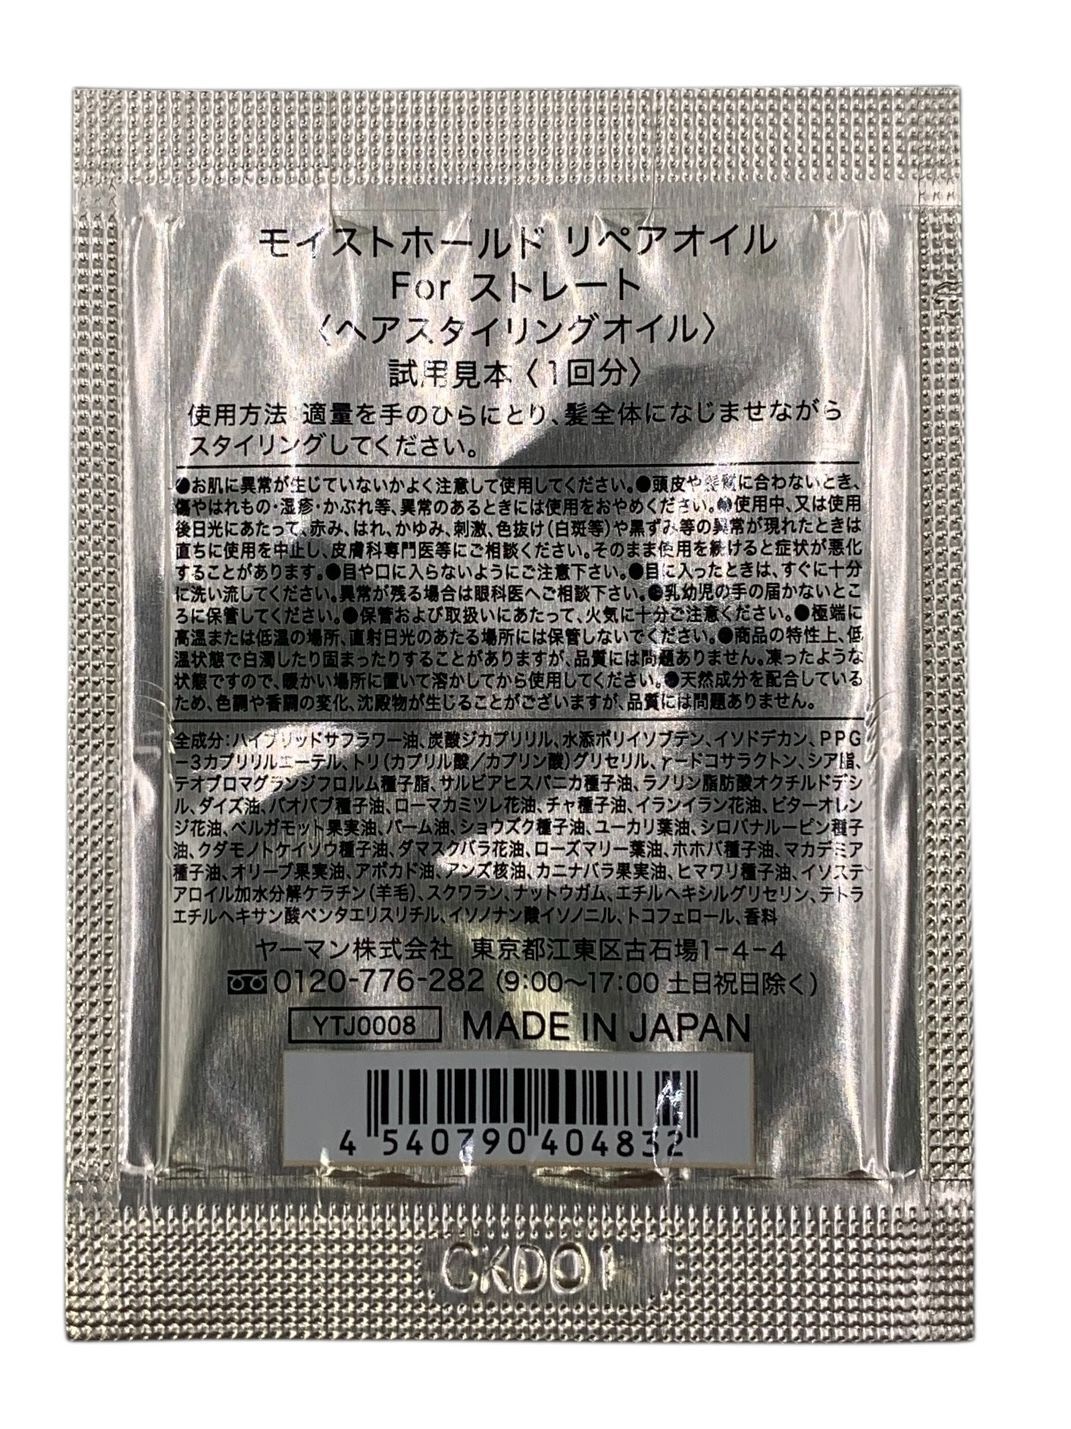 モイストホールド リペアオイル
For ストレート
〈ヘアスタイリングオイル〉
試用見本〈1回分〉
使用方法:適量を手のひらにとり、髪全体になじませながら
スタイリングしてください。
●お肌に異常が生じていないかよく注意して使用してください。●頭皮や髪質に合わないとき、
傷やはれもの・湿疹・かぶれ等、異常のあるときには使用をおやめください。●使用中、又は使用
後日光にあたって、赤み、はれ、かゆみ、刺激、色抜け(白斑等)や黒ずみ等の異常が現れたときは
直ちに使用を中止し、皮膚科専門医等にご相談ください。そのまま使用を続けると症状が悪化
することがあります。●目や口に入らないようにご注意下さい。●目に入ったときは、すぐに十分
に洗い流してください。異常が残る場合は眼科医へご相談下さい。●乳幼児の手の届かないとこ
ろに保管してください。●保管および取扱いにあたって、火気に十分ご注意ください。●極端に
高温または低温の場所、直射日光のあたる場所には保管しないでください。●商品の特性上、低
温状態で白濁したり固まったりすることがありますが、品質には問題ありません。凍ったような
状態ですので、暖かい場所に置いて溶かしてから使用してください。●天然成分を配合している
ため、色調や香調の変化、沈殿物が生じることがございますが、品質には問題ありません。
全成分:ハイブリッドサフラワー油、炭酸ジカプリリル、水添ポリイソブテン、イソドデカン、PPG
-3カプリリルエーテル、トリ(カプリル酸/カプリン酸)グリセリル、γ-ドコサラクトン、シア脂、
テオブロマグランジフロルム種子脂、サルビアヒスパニカ種子油、ラノリン脂肪酸オクチルドデシ
ル、ダイズ油、バオバブ種子油、ローマカミツレ花油、チャ種子油、イランイラン花油、ビターオレン
ジ花油、ベルガモット果実油、パーム油、ショウズク種子油、ユーカリ葉油、シロバナルーピン種子
油、クダモノトケイソウ種子油、ダマスクバラ花油、ローズマリー葉油、ホホバ種子油、マカデミア
種子油、オリーブ果実油、アボカド油、アンズ核油、カニナバラ果実油、ヒマワリ種子油、イソステ
アロイル加水分解ケラチン(羊毛)、スクワラン、ナットウガム、エチルヘキシルグリセリン、テトラ
エチルヘキサン酸ペンタエリスリチル、イソノナン酸イソノニル、トコフェロール、香料
ヤーマン株式会社 東京都江東区古石場1-4-4
0120-776-282 (9:00〜17:00 土日祝日除く)
YTJ0008 MADE IN JAPAN
4 540790 404832
CKD01